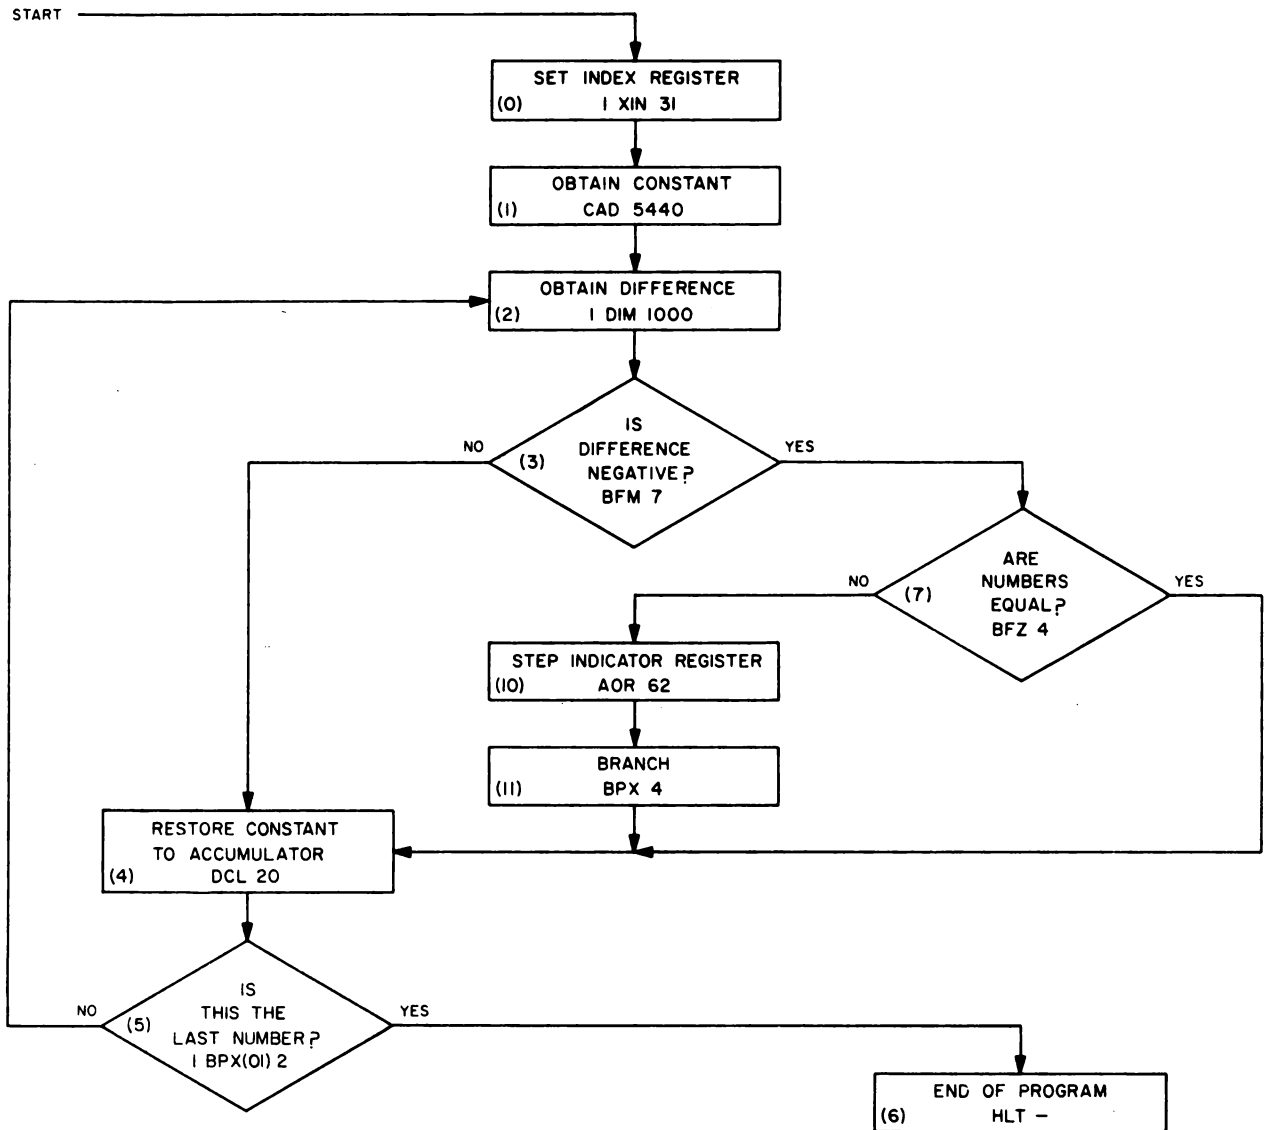 START
SET INDEX REGISTER
(0) 1 XIN 31
OBTAIN CONSTANT
(1) CAD 5440
OBTAIN DIFFERENCE
(2) 1 DIM 1000
IS
DIFFERENCE
(3)
NEGATIVE?
BFM 7
NO
YES
ARE
NUMBERS
(7)
EQUAL?
BFZ 4
NO
YES
STEP INDICATOR REGISTER
(10) AOR 62
BRANCH
(11) BPX 4
RESTORE CONSTANT
TO ACCUMULATOR
(4) DCL 20
IS
THIS THE
(5)
LAST NUMBER?
1 BPX(01) 2
NO
YES
END OF PROGRAM
(6) HLT –